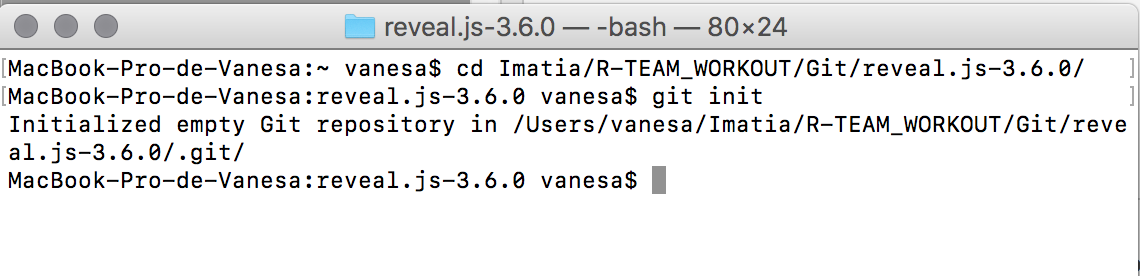 reveal.js-3.6.0 — -bash — 80×24
[MacBook-Pro-de-Vanesa:~ vanesa$ cd Imatia/R-TEAM_WORKOUT/Git/reveal.js-3.6.0/ ]
[MacBook-Pro-de-Vanesa:reveal.js-3.6.0 vanesa$ git init ]
Initialized empty Git repository in /Users/vanesa/Imatia/R-TEAM_WORKOUT/Git/reve
al.js-3.6.0/.git/
MacBook-Pro-de-Vanesa:reveal.js-3.6.0 vanesa$